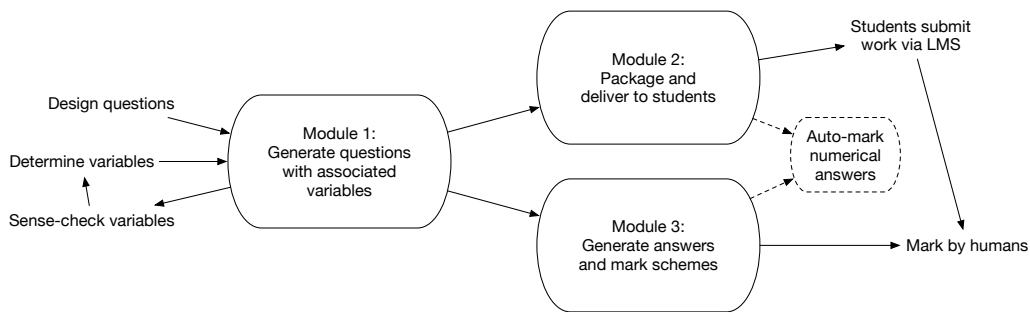 Design questions
Determine variables
Sense-check variables
Module 1:
Generate questions
with associated
variables
Module 2:
Package and
deliver to students
Module 3:
Generate answers
and mark schemes
Students submit
work via LMS
Auto-mark
numerical
answers
Mark by humans